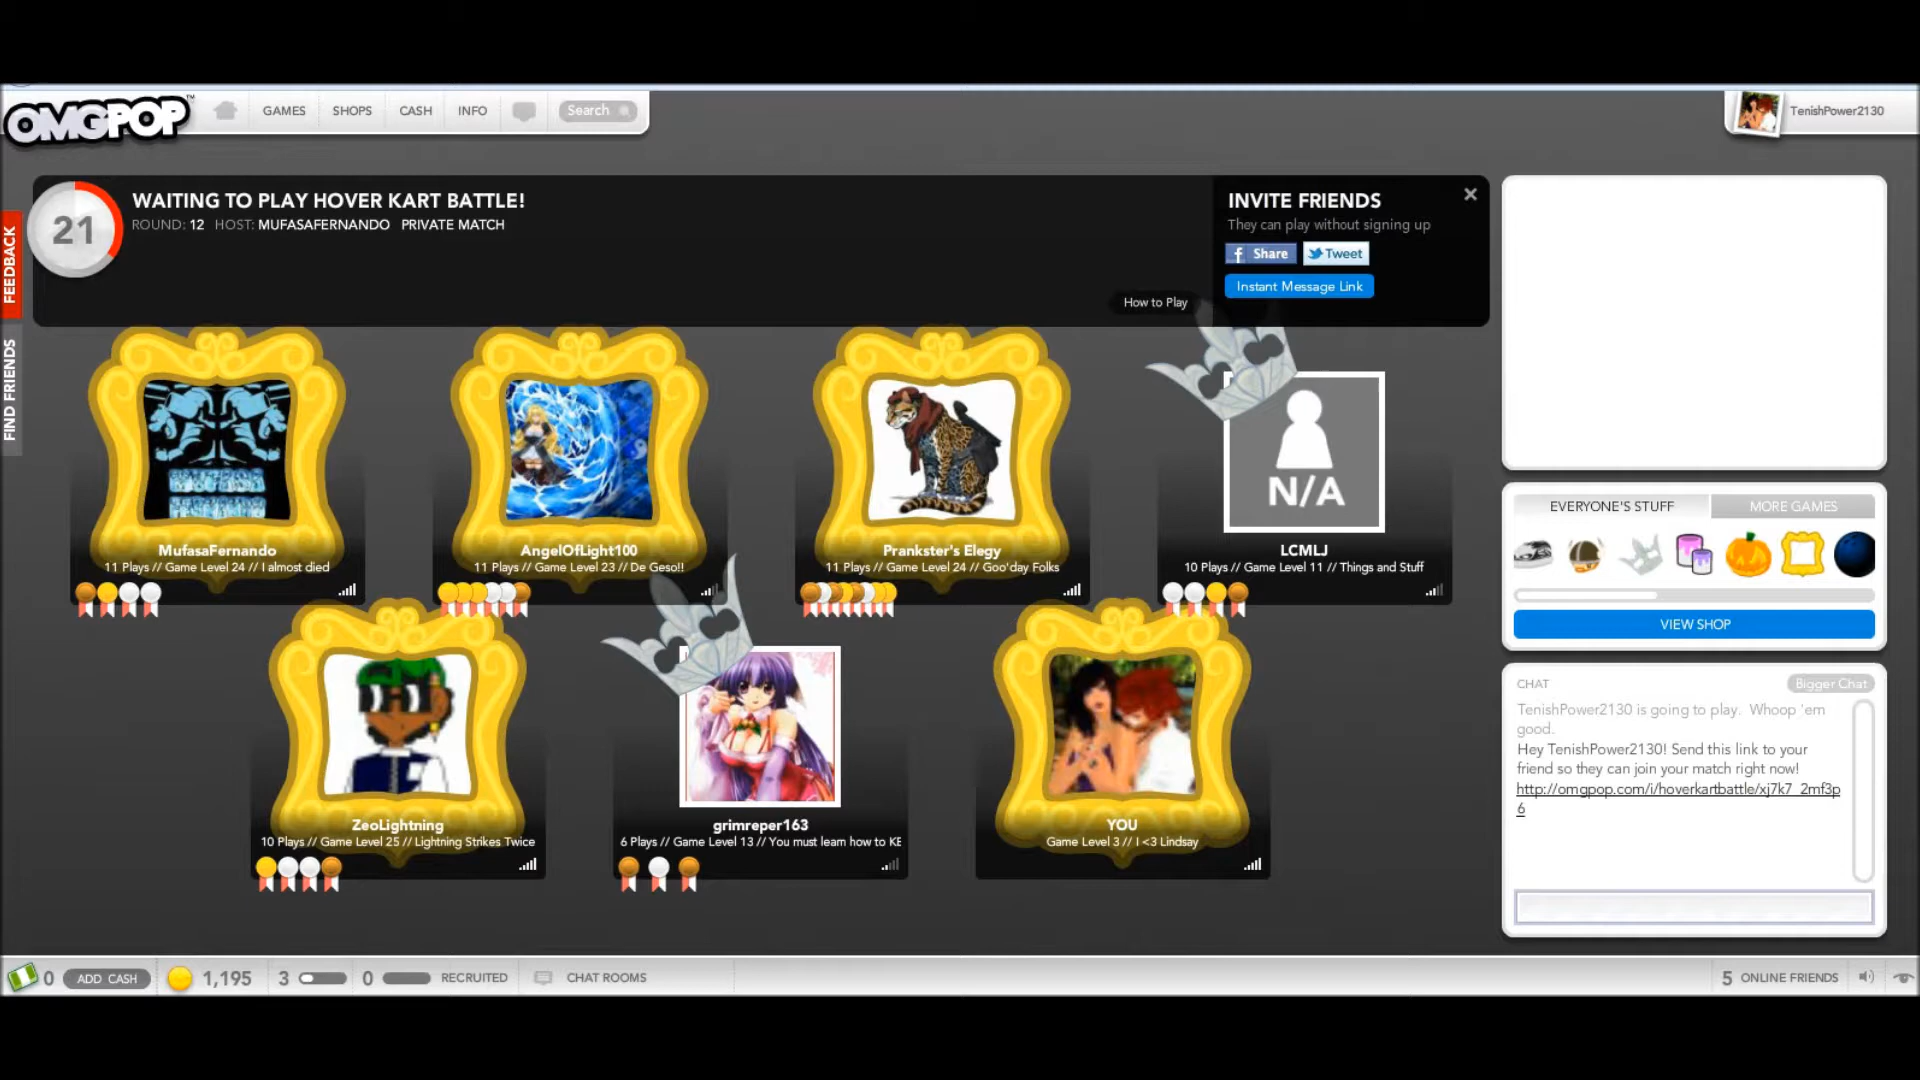 OMGPOP™
GAMES
SHOPS
CASH
INFO
Search
TenishPower2130
FEEDBACK
FIND FRIENDS
21
WAITING TO PLAY HOVER KART BATTLE!
ROUND: 12 HOST: MUFASAFERNANDO PRIVATE MATCH
How to Play
INVITE FRIENDS
They can play without signing up
f Share
Tweet
Instant Message Link
MufasaFernando
11 Plays // Game Level 24 // I almost died
AngelOfLight100
11 Plays // Game Level 23 // De Geso!!
Prankster's Elegy
11 Plays // Game Level 24 // Goo'day Folks
N/A
LCMLJ
10 Plays // Game Level 11 // Things and Stuff
ZeoLightning
10 Plays // Game Level 25 // Lightning Strikes Twice
grimreper163
6 Plays // Game Level 13 // You must learn how to KE
YOU
Game Level 3 // I <3 Lindsay
EVERYONE'S STUFF
MORE GAMES
VIEW SHOP
CHAT
Bigger Chat
TenishPower2130 is going to play. Whoop 'em
good.
Hey TenishPower2130! Send this link to your
friend so they can join your match right now!
http://omgpop.com/i/hoverkartbattle/xj7k7_2mf3p
6
0
ADD CASH
1,195
3
0
RECRUITED
CHAT ROOMS
5 ONLINE FRIENDS